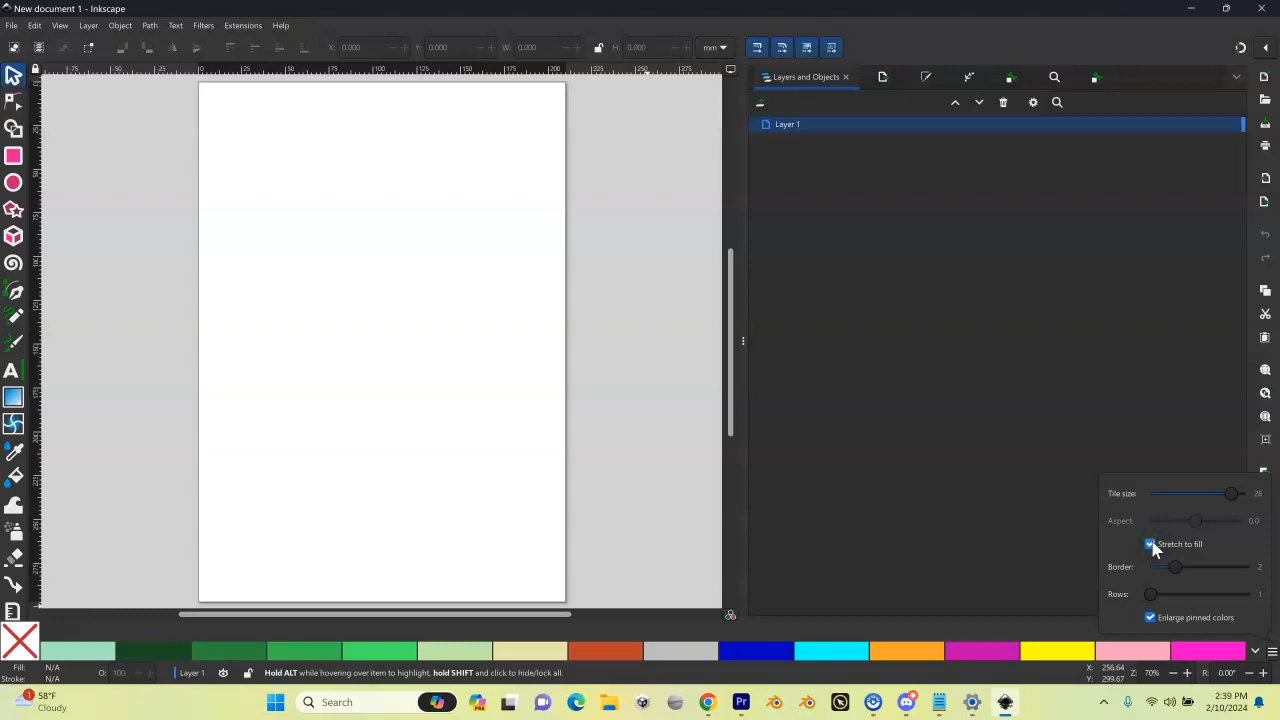 New document 1 - Inkscape
File Edit View Layer Object Path Text Filters Extensions Help
X: 0.000 Y: 0.000 W: 0.000 H: 0.000 mm
Layers and Objects
Layer 1
Tile size: 28
Aspect: 0.0
Stretch to fill
Border: 2
Rows: 1
Enlarge pinned colors
Fill: N/A
Stroke: N/A
O: 100
Layer 1
Hold ALT while hovering over item to highlight, hold SHIFT and click to hide/lock all.
X: 256.64
Y: 299.67
Z: 70%
R: 0.00°
58°F
Cloudy
Search
2:39 PM
2/10/2024